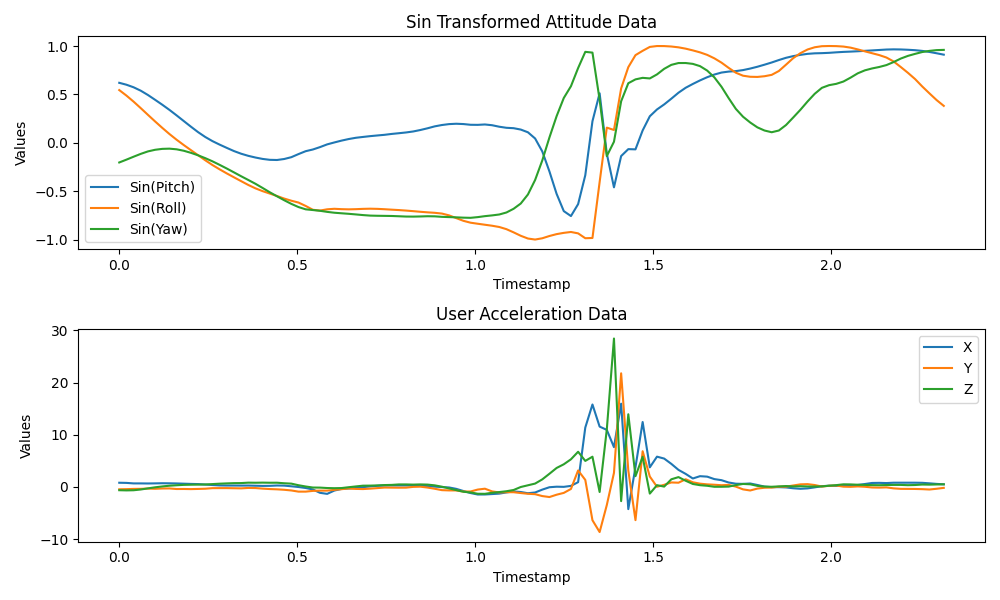 Sin Transformed Attitude Data
1.0
0.5
0.0
−0.5
−1.0
Values
Sin(Pitch)
Sin(Roll)
Sin(Yaw)
0.0 0.5 1.0 1.5 2.0
Timestamp
User Acceleration Data
30
20
10
0
−10
Values
X
Y
Z
0.0 0.5 1.0 1.5 2.0
Timestamp